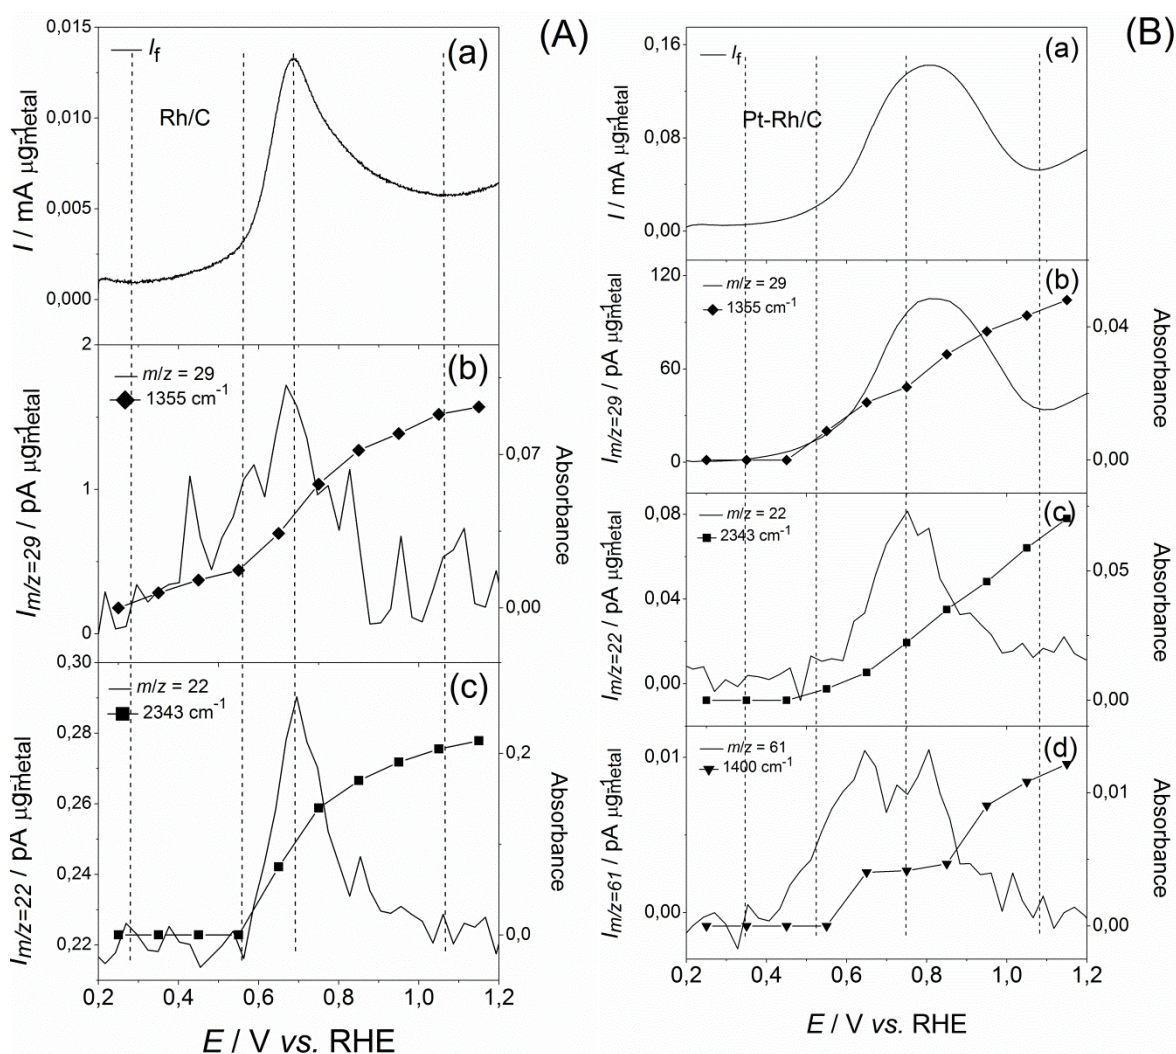 (A)
0,015
0,010
0,005
0,000
I / mA µg⁻¹metal
I_f
(a)
Rh/C
2
1
0
I_{m/z=29} / pA µg⁻¹metal
m/z = 29
1355 cm⁻¹
(b)
0,07
0,00
Absorbance
0,30
0,28
0,26
0,24
0,22
I_{m/z=22} / pA µg⁻¹metal
m/z = 22
2343 cm⁻¹
(c)
0,2
0,0
Absorbance
0,2 0,4 0,6 0,8 1,0 1,2
E / V vs. RHE
(B)
0,16
0,08
0,00
I / mA µg⁻¹metal
I_f
(a)
Pt-Rh/C
120
90
60
30
0
I_{m/z=29} / pA µg⁻¹metal
m/z = 29
1355 cm⁻¹
(b)
0,04
0,00
Absorbance
0,08
0,04
0,00
I_{m/z=22} / pA µg⁻¹metal
m/z = 22
2343 cm⁻¹
(c)
0,05
0,00
Absorbance
0,01
0,00
I_{m/z=61} / pA µg⁻¹metal
m/z = 61
1400 cm⁻¹
(d)
0,01
0,00
Absorbance
0,2 0,4 0,6 0,8 1,0 1,2
E / V vs. RHE